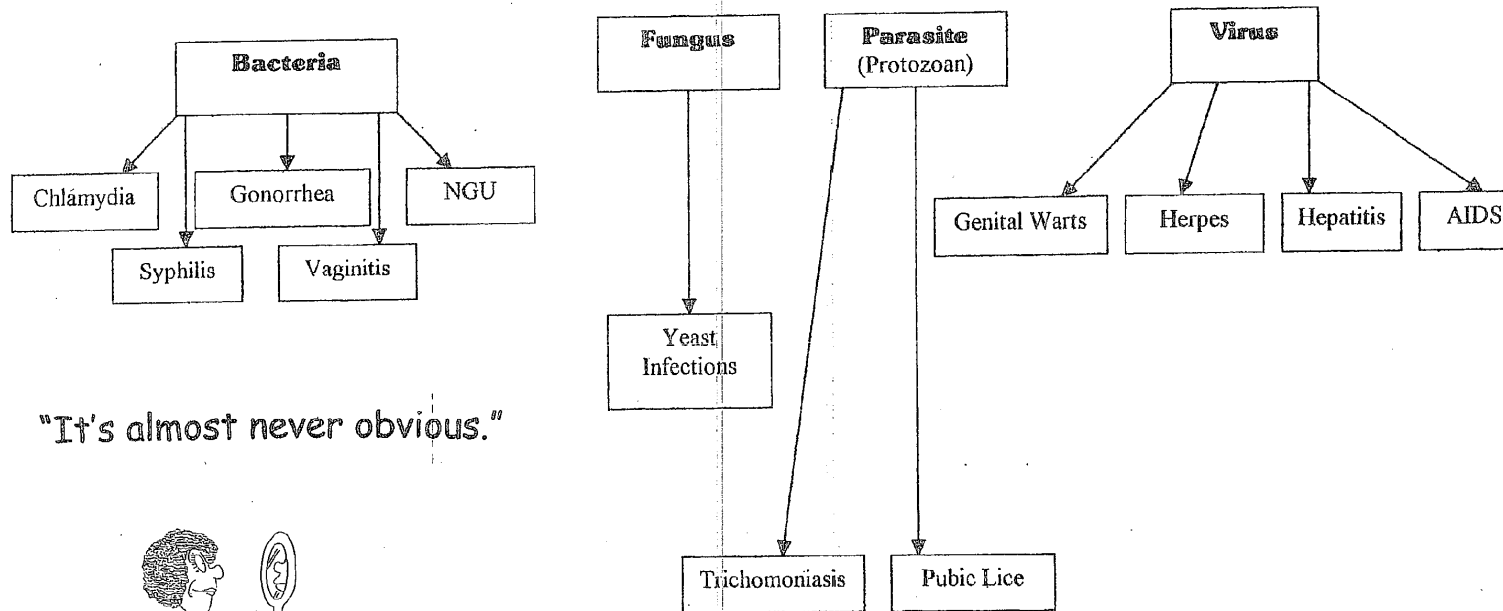 Bacteria
Chlámydia
Gonorrhea
NGU
Syphilis
Vaginitis
Fungus
Yeast
Infections
Parasite
(Protozoan)
Trichomoniasis
Pubic Lice
Virus
Genital Warts
Herpes
Hepatitis
AIDS
"It's almost never obvious."